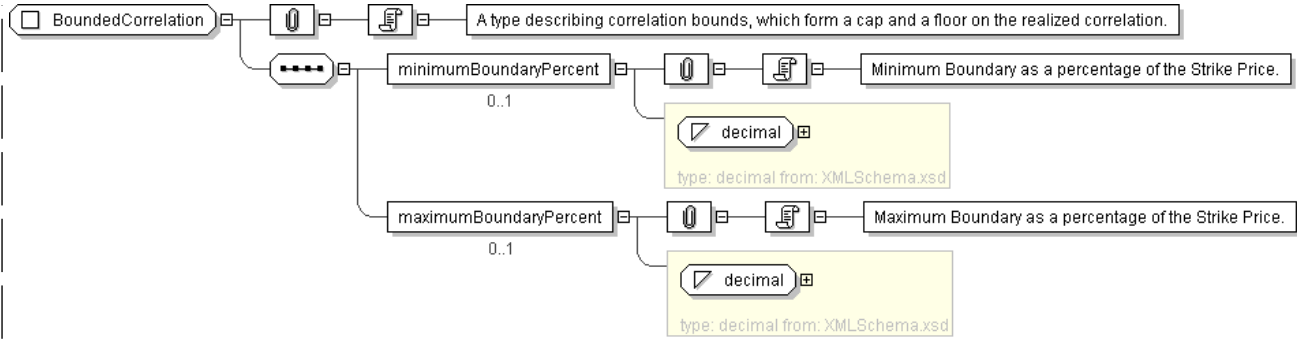 BoundedCorrelation
A type describing correlation bounds, which form a cap and a floor on the realized correlation.
minimumBoundaryPercent
Minimum Boundary as a percentage of the Strike Price.
0..1
decimal
type: decimal from: XMLSchema.xsd
maximumBoundaryPercent
Maximum Boundary as a percentage of the Strike Price.
0..1
decimal
type: decimal from: XMLSchema.xsd